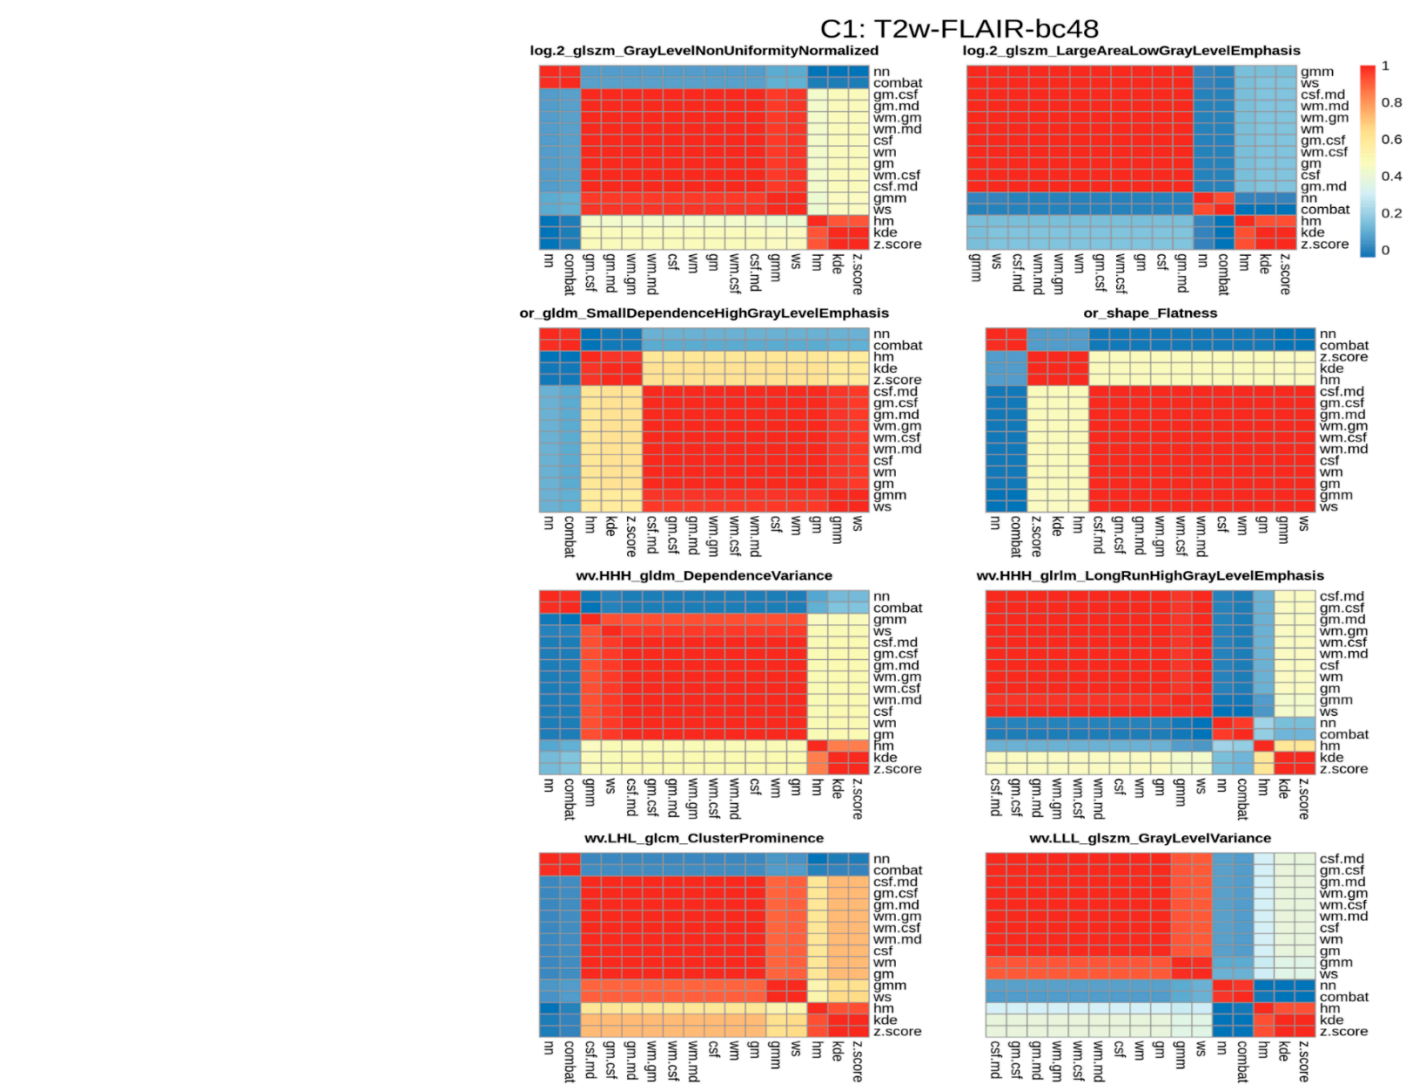 C1: T2w-FLAIR-bc48
log.2_glszm_GrayLevelNonUniformityNormalized
nn
combat
gm.csf
gm.md
wm.gm
wm.md
csf
wm
gm
wm.csf
csf.md
gmm
ws
hm
kde
z.score
nn combat gm.csf gm.md wm.gm wm.md csf wm gm wm.csf csf.md gmm ws hm kde z.score
log.2_glszm_LargeAreaLowGrayLevelEmphasis
gmm
ws
csf.md
wm.md
wm.gm
wm
gm.csf
wm.csf
gm
csf
gm.md
nn
combat
hm
kde
z.score
gmm ws csf.md wm.md wm.gm wm gm.csf wm.csf gm csf gm.md nn combat hm kde z.score
1
0.8
0.6
0.4
0.2
0
or_gldm_SmallDependenceHighGrayLevelEmphasis
nn
combat
hm
kde
z.score
csf.md
gm.csf
gm.md
wm.gm
wm.csf
wm.md
csf
wm
gm
gmm
ws
nn combat hm kde z.score csf.md gm.csf gm.md wm.gm wm.csf wm.md csf wm gm gmm ws
or_shape_Flatness
nn
combat
z.score
kde
hm
csf.md
gm.csf
gm.md
wm.gm
wm.csf
wm.md
csf
wm
gm
gmm
ws
nn combat z.score kde hm csf.md gm.csf gm.md wm.gm wm.csf wm.md csf wm gm gmm ws
wv.HHH_gldm_DependenceVariance
nn
combat
gmm
ws
csf.md
gm.csf
gm.md
wm.gm
wm.csf
wm.md
csf
wm
gm
hm
kde
z.score
nn combat gmm ws csf.md gm.csf gm.md wm.gm wm.csf wm.md csf wm gm hm kde z.score
wv.HHH_glrlm_LongRunHighGrayLevelEmphasis
csf.md
gm.csf
gm.md
wm.gm
wm.csf
wm.md
csf
wm
gm
gmm
ws
nn
combat
hm
kde
z.score
csf.md gm.csf gm.md wm.gm wm.csf wm.md csf wm gm gmm ws nn combat hm kde z.score
wv.LHL_glcm_ClusterProminence
nn
combat
csf.md
gm.csf
gm.md
wm.gm
wm.csf
wm.md
csf
wm
gm
gmm
ws
hm
kde
z.score
nn combat csf.md gm.csf gm.md wm.gm wm.csf wm.md csf wm gm gmm ws hm kde z.score
wv.LLL_glszm_GrayLevelVariance
csf.md
gm.csf
gm.md
wm.gm
wm.csf
wm.md
csf
wm
gm
gmm
ws
nn
combat
hm
kde
z.score
csf.md gm.csf gm.md wm.gm wm.csf wm.md csf wm gm gmm ws nn combat hm kde z.score